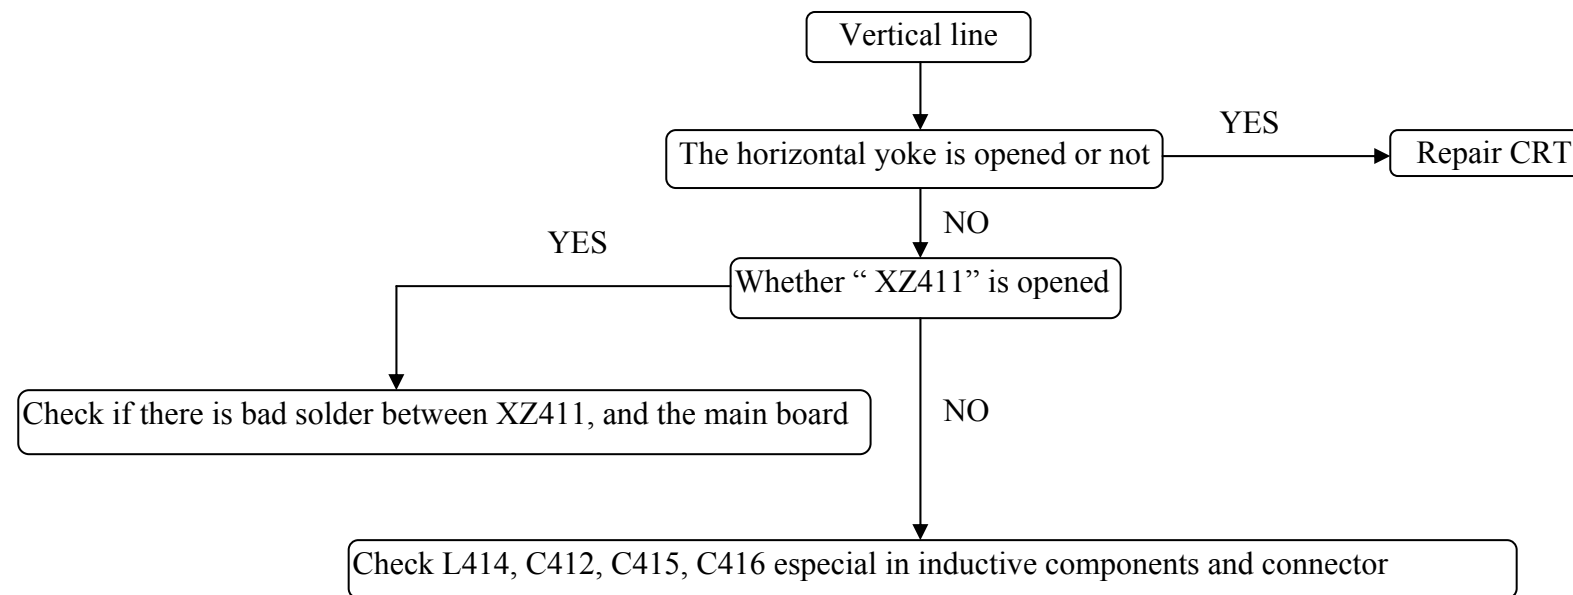 Vertical line
YES
The horizontal yoke is opened or not
Repair CRT
NO
YES
Whether “ XZ411” is opened
Check if there is bad solder between XZ411, and the main board
NO
Check L414, C412, C415, C416 especial in inductive components and connector